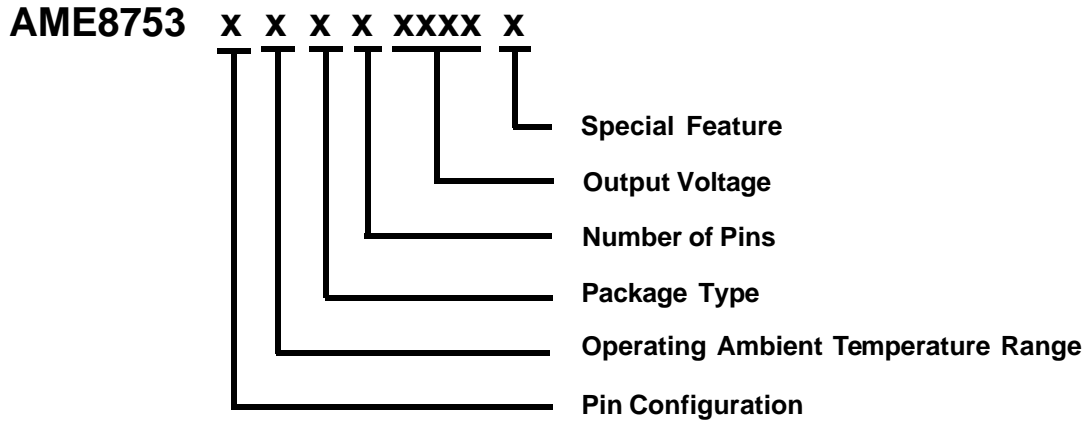 AME8753 x x x x xxxx x
Special Feature
Output Voltage
Number of Pins
Package Type
Operating Ambient Temperature Range
Pin Configuration